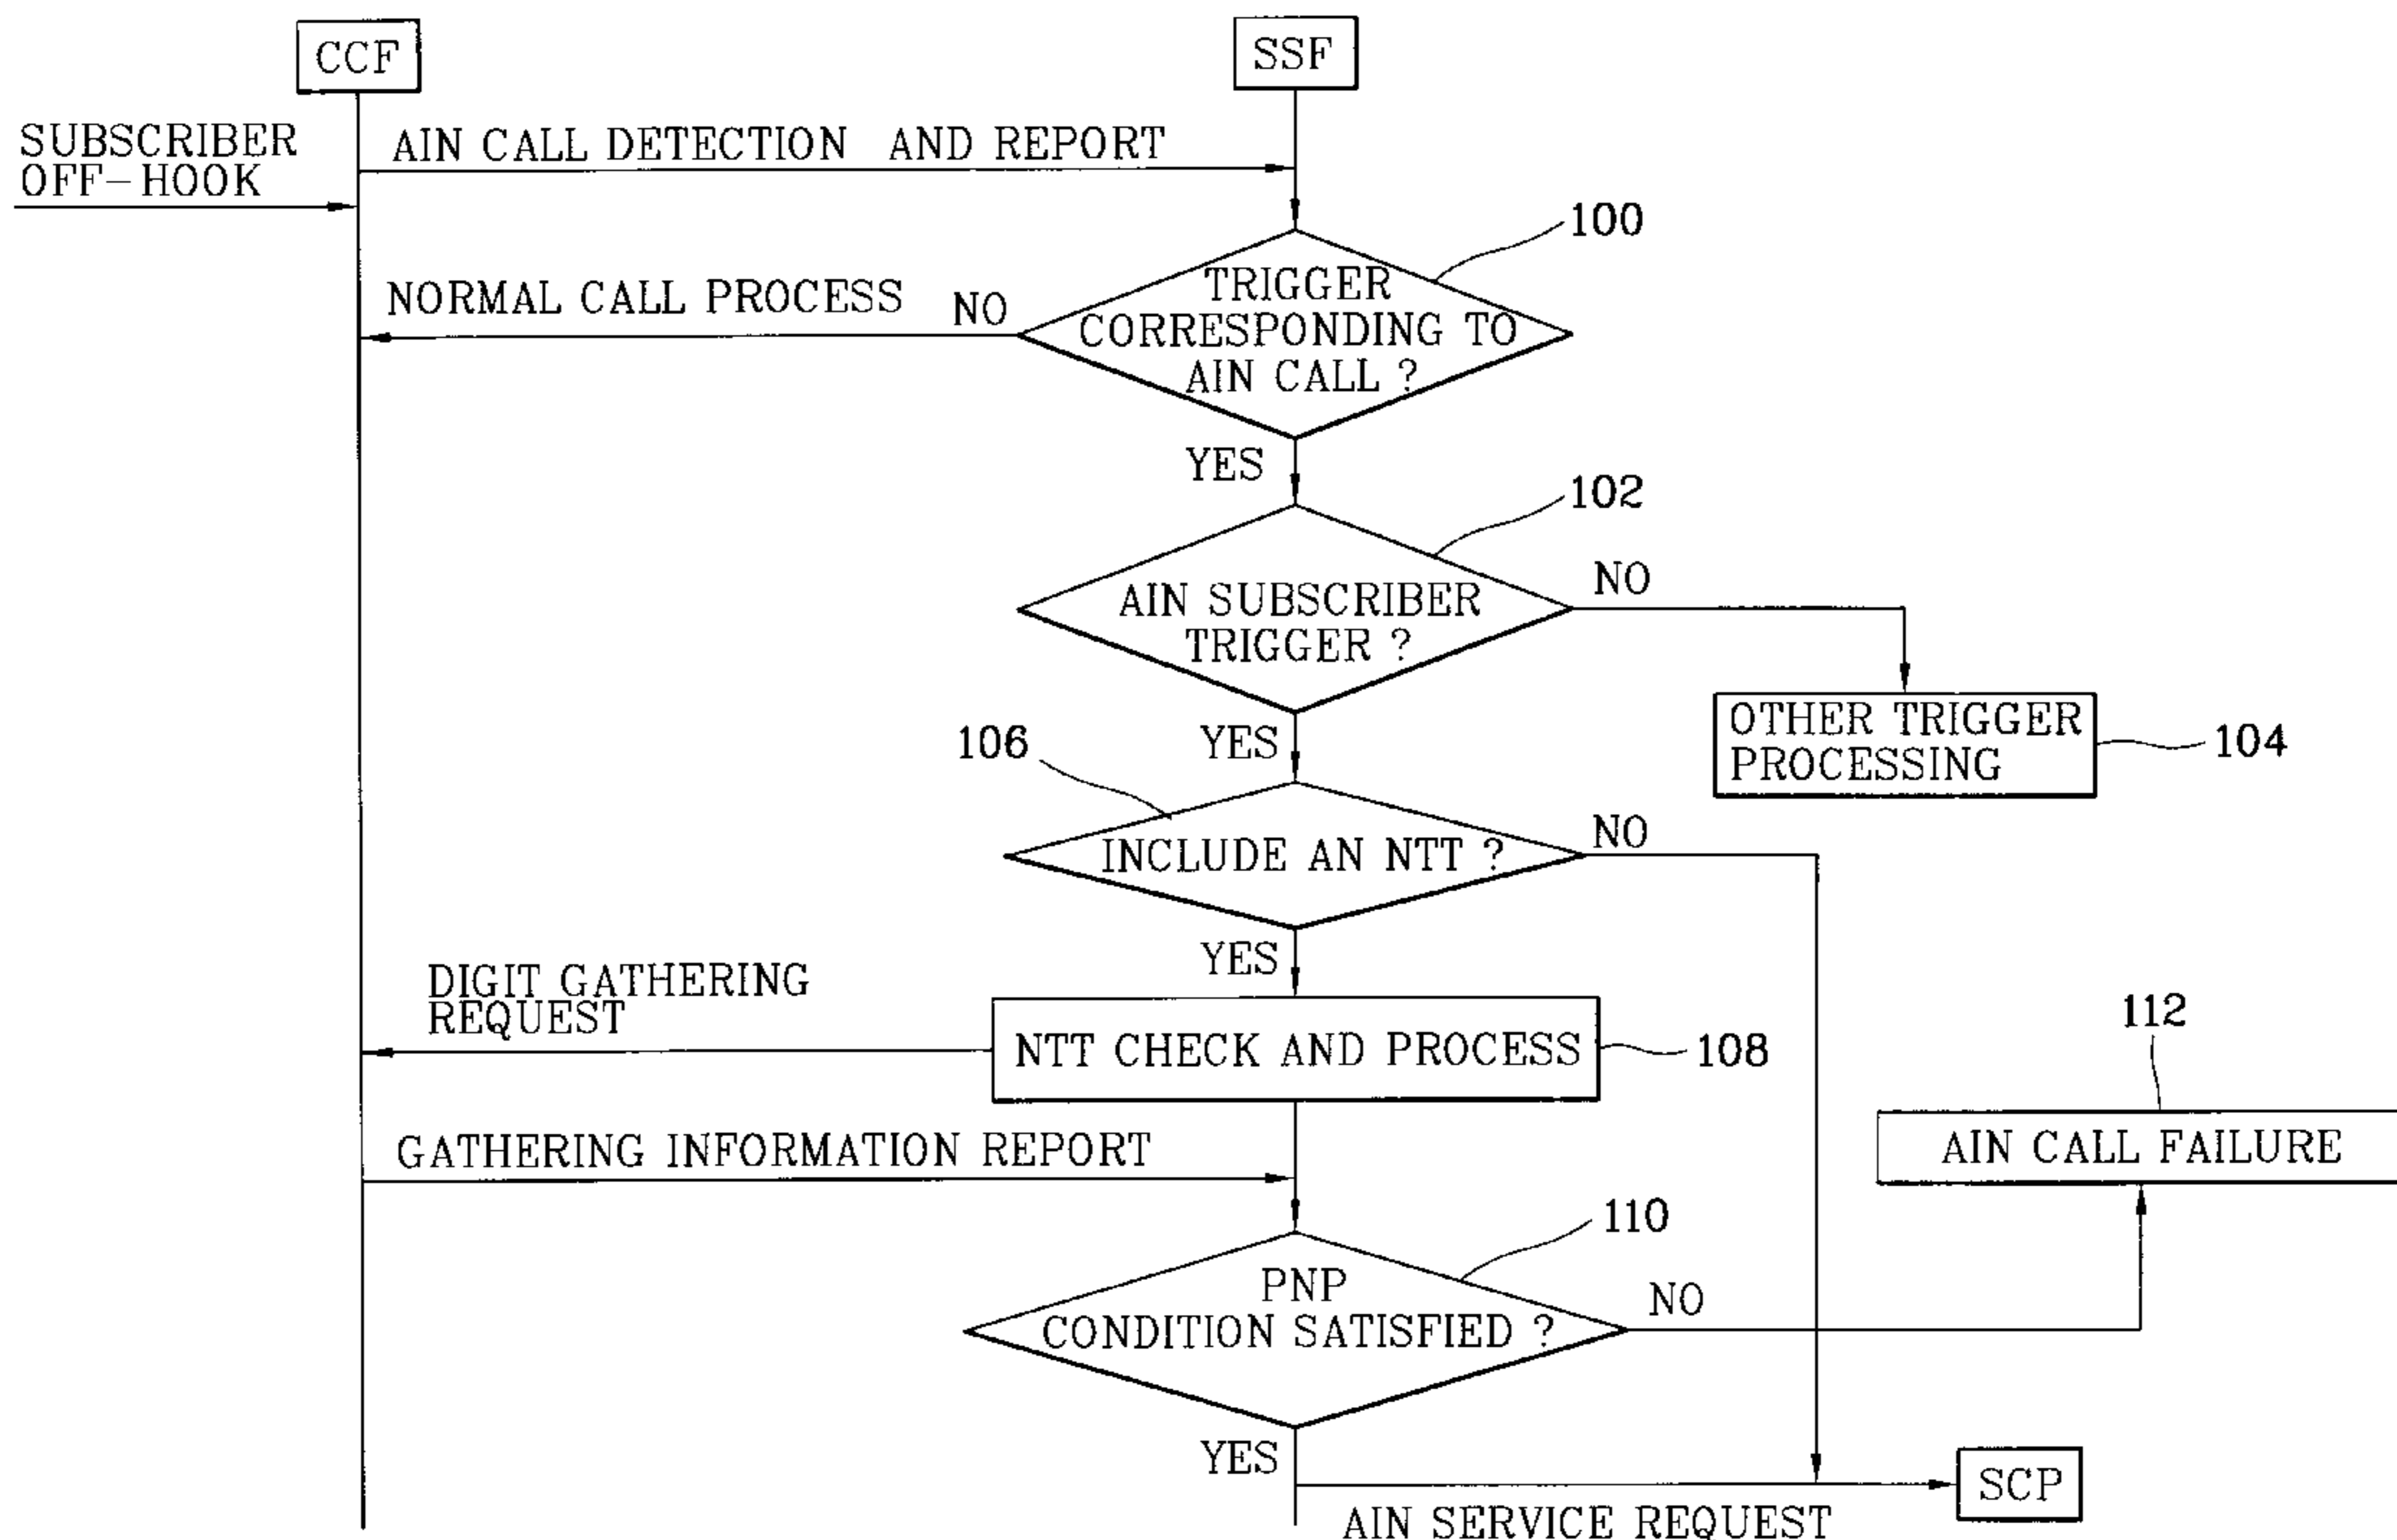 CCF
SSF
SUBSCRIBER
OFF-HOOK
AIN CALL DETECTION AND REPORT
100
NORMAL CALL PROCESS
NO
TRIGGER
CORRESPONDING TO
AIN CALL ?
YES
102
AIN SUBSCRIBER
TRIGGER ?
NO
YES
OTHER TRIGGER
PROCESSING
104
106
INCLUDE AN NTT ?
NO
YES
DIGIT GATHERING
REQUEST
NTT CHECK AND PROCESS
108
112
GATHERING INFORMATION REPORT
AIN CALL FAILURE
110
PNP
CONDITION SATISFIED ?
NO
YES
SCP
AIN SERVICE REQUEST